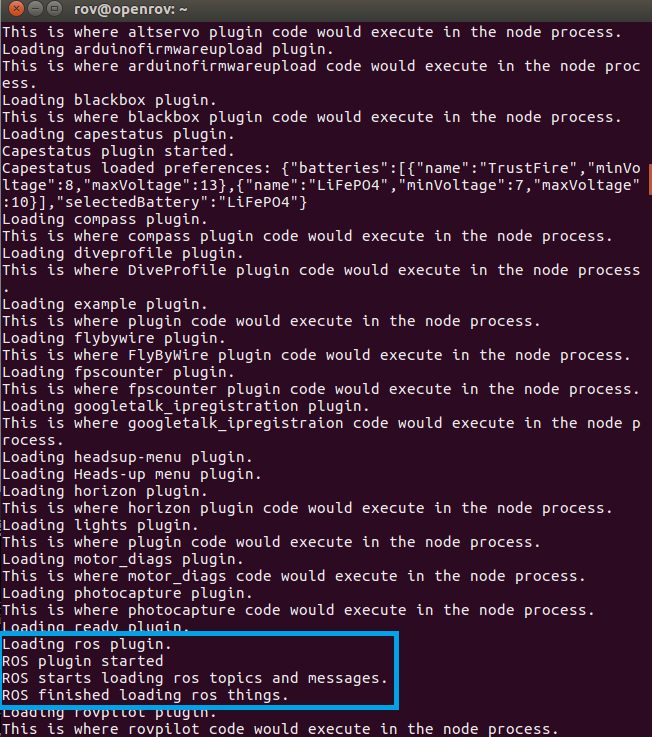 rov@openrov: ~
This is where altservo plugin code would execute in the node process.
Loading arduinofirmwareupload plugin.
This is where arduinofirmwareupload code would execute in the node proc
ess.
Loading blackbox plugin.
This is where blackbox plugin code would execute in the node process.
Loading capestatus plugin.
Capestatus plugin started.
Capestatus loaded preferences: {"batteries":[{"name":"TrustFire","minVo
ltage":8,"maxVoltage":13},{"name":"LiFePO4","minVoltage":7,"maxVoltage"
:10}],"selectedBattery":"LiFePO4"}
Loading compass plugin.
This is where compass plugin code would execute in the node process.
Loading diveprofile plugin.
This is where DiveProfile plugin code would execute in the node process
.
Loading example plugin.
This is where plugin code would execute in the node process.
Loading flybywire plugin.
This is where FlyByWire plugin code would execute in the node process.
Loading fpscounter plugin.
This is where fpscounter plugin code would execute in the node process.
Loading googletalk_ipregistration plugin.
This is where googletalk_ipregistraion code would execute in the node p
rocess.
Loading headsup-menu plugin.
Loading Heads-up menu plugin.
Loading horizon plugin.
This is where horizon plugin code would execute in the node process.
Loading lights plugin.
This is where plugin code would execute in the node process.
Loading motor_diags plugin.
This is where motor_diags code would execute in the node process.
Loading photocapture plugin.
This is where photocapture code would execute in the node process.
Loading ready plugin.
Loading ros plugin.
ROS plugin started
ROS starts loading ros topics and messages.
ROS finished loading ros things.
Loading rovpilot plugin.
This is where rovpilot code would execute in the node process.